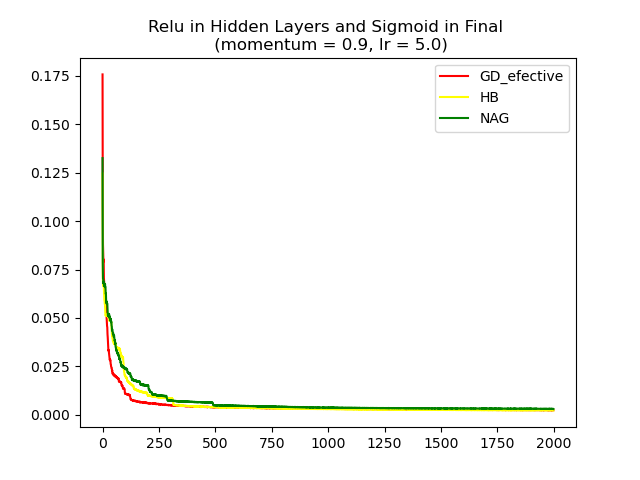 Relu in Hidden Layers and Sigmoid in Final
(momentum = 0.9, lr = 5.0)
GD_efective
HB
NAG
0.175
0.150
0.125
0.100
0.075
0.050
0.025
0.000
0 250 500 750 1000 1250 1500 1750 2000